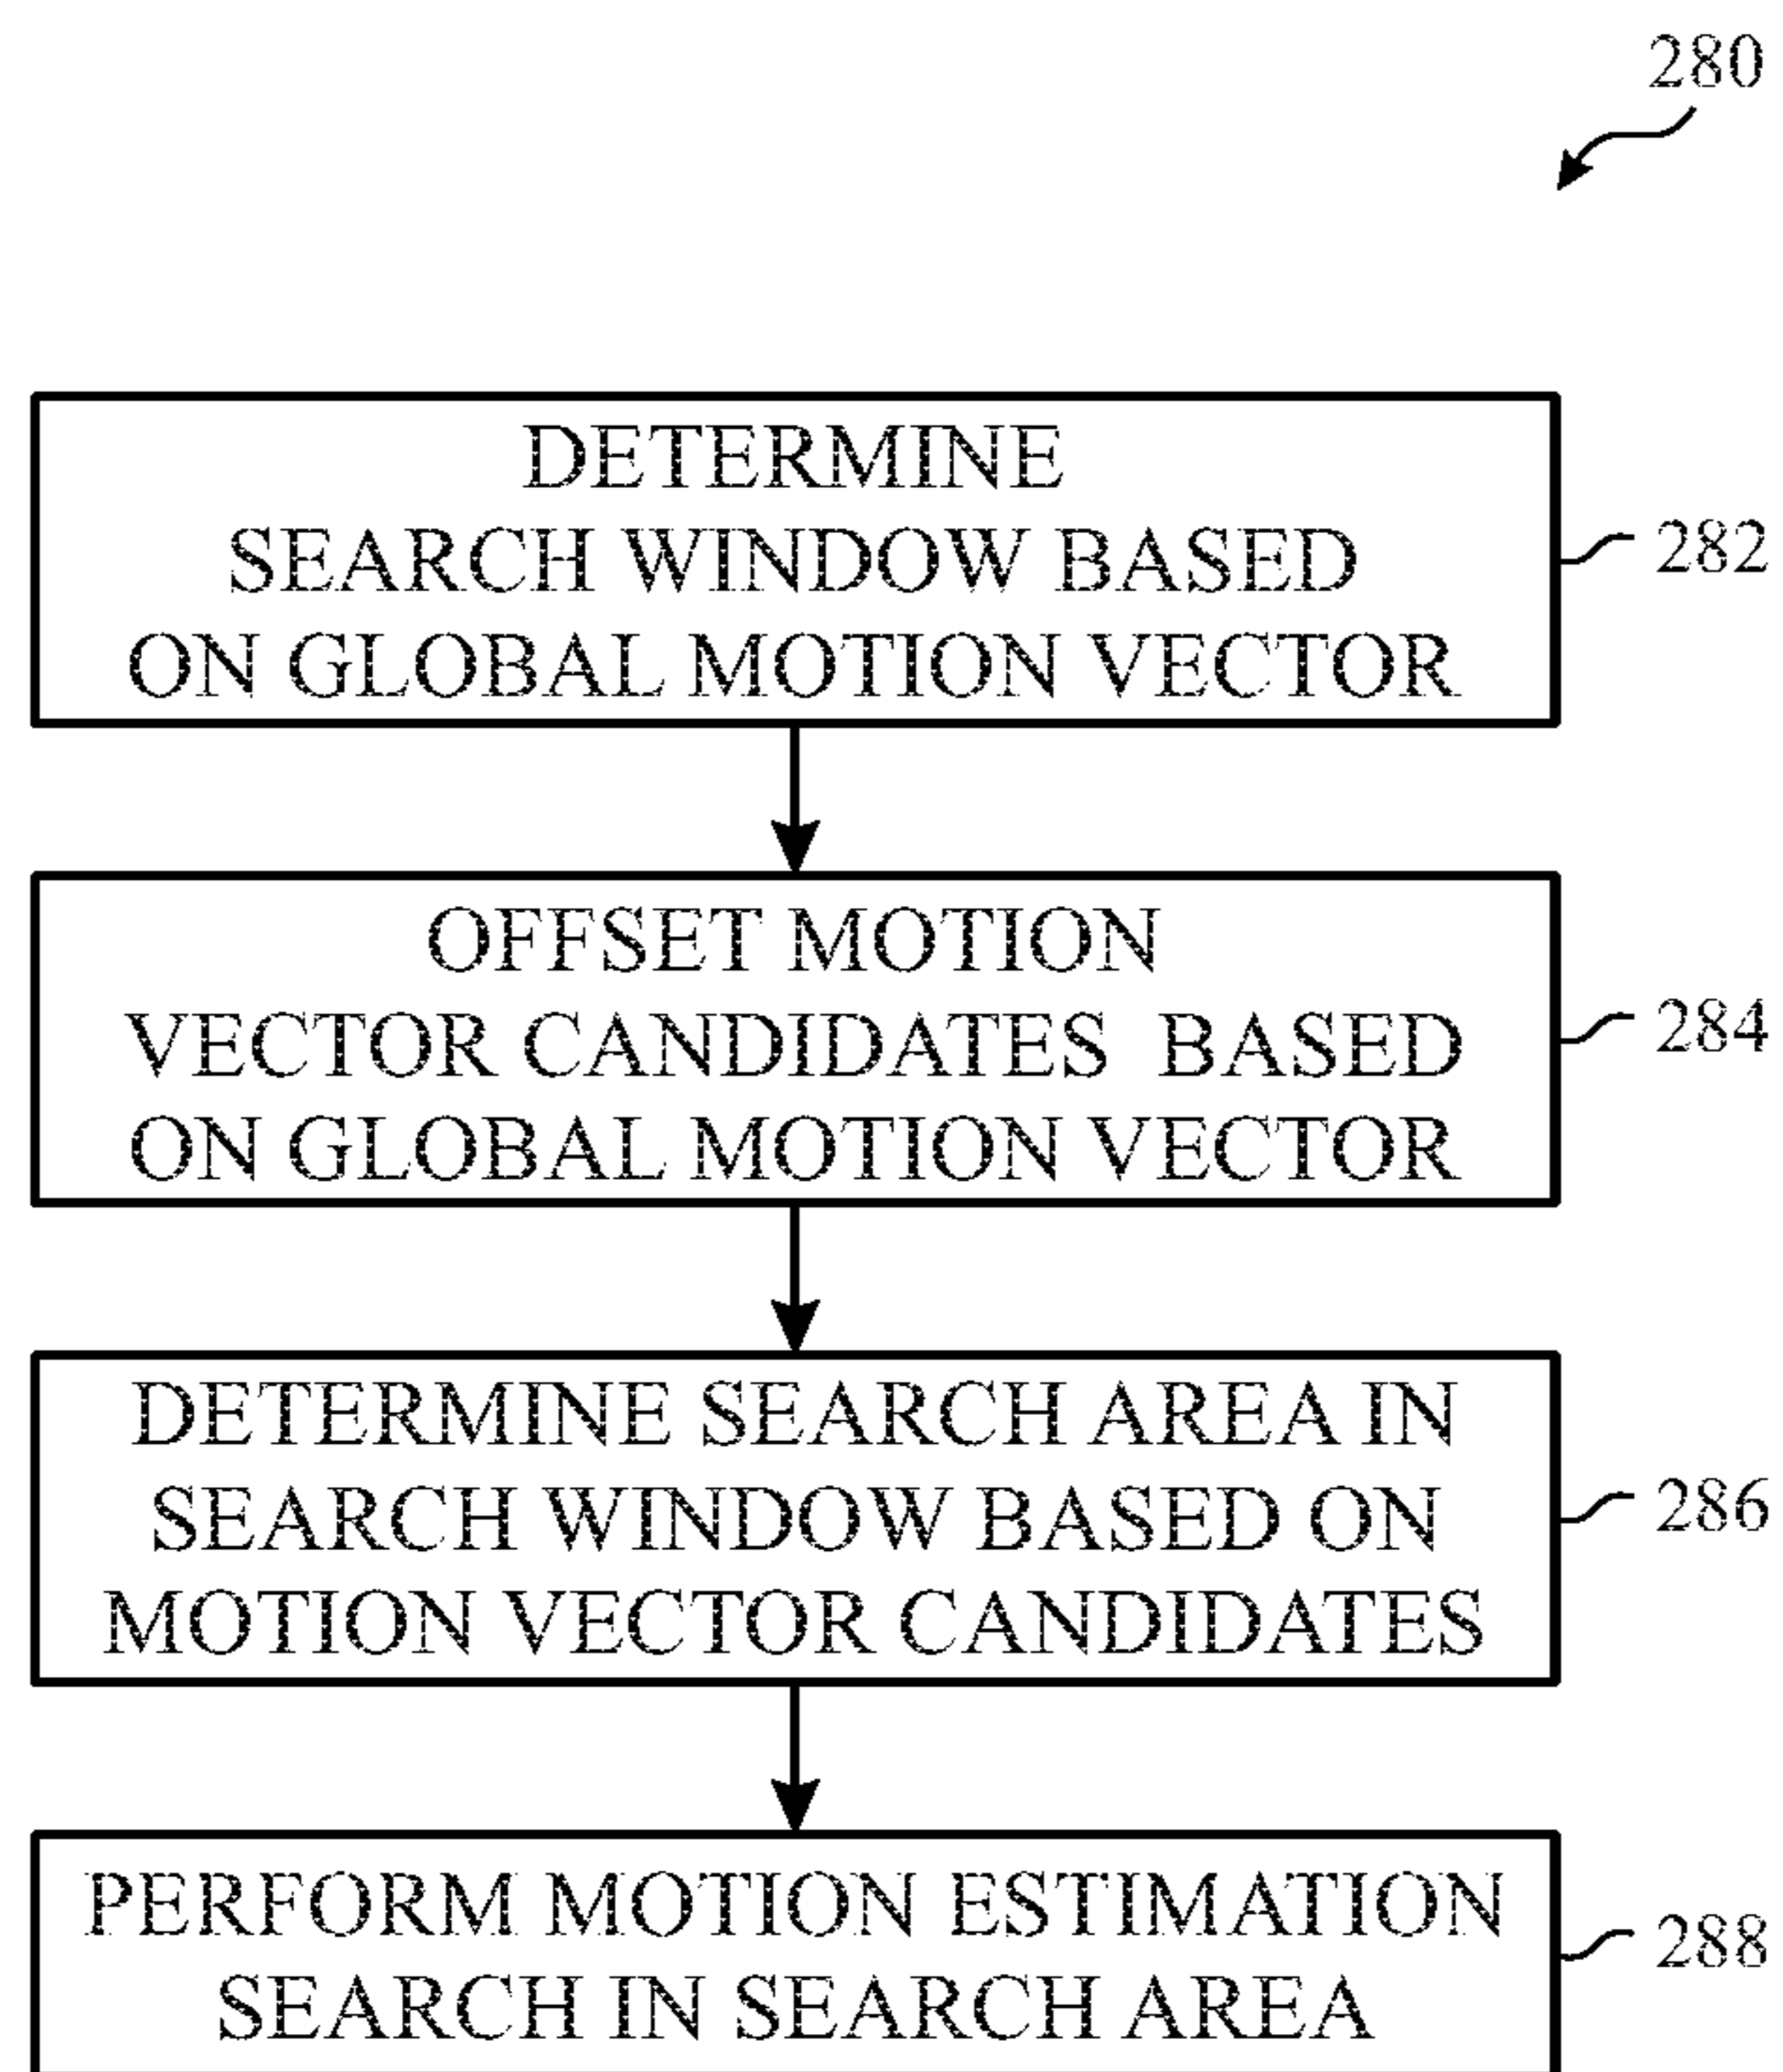 280
DETERMINE
SEARCH WINDOW BASED
ON GLOBAL MOTION VECTOR
282
OFFSET MOTION
VECTOR CANDIDATES BASED
ON GLOBAL MOTION VECTOR
284
DETERMINE SEARCH AREA IN
SEARCH WINDOW BASED ON
MOTION VECTOR CANDIDATES
286
PERFORM MOTION ESTIMATION
SEARCH IN SEARCH AREA
288